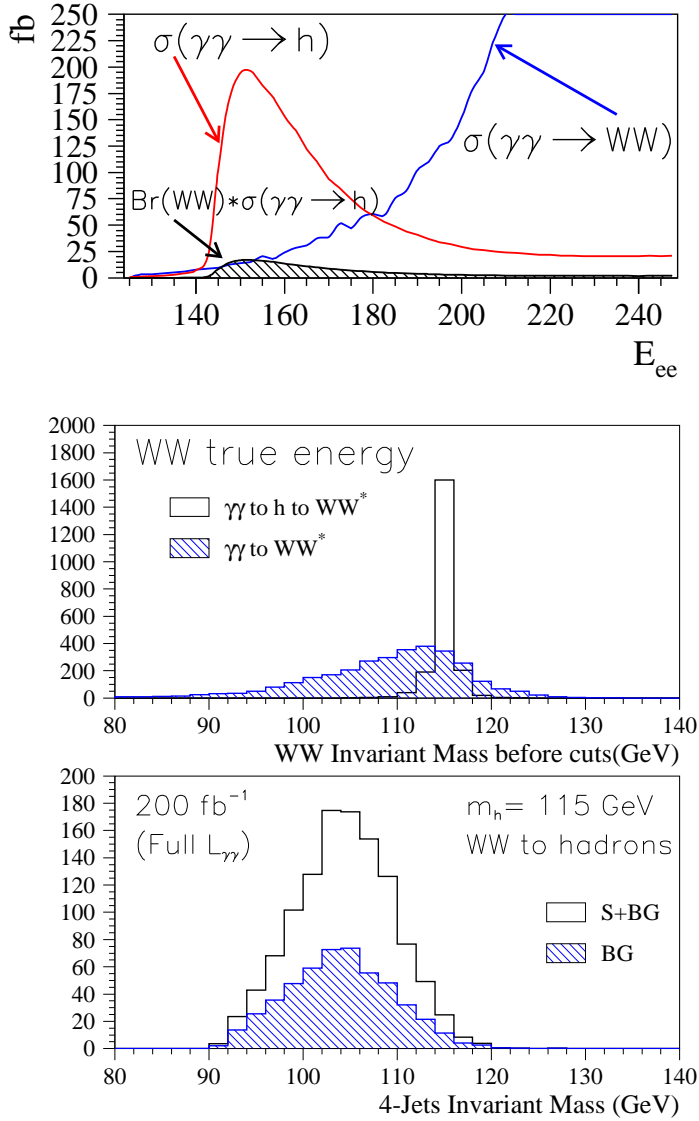 fb
250
225
200
175
150
125
100
75
50
25
0
σ(γγ → h)
σ(γγ → WW)
Br(WW)*σ(γγ → h)
140 160 180 200 220 240
E_ee
2000
1800
1600
1400
1200
1000
800
600
400
200
0
WW true energy
γγ to h to WW*
γγ to WW*
80 90 100 110 120 130 140
WW Invariant Mass before cuts(GeV)
200
180
160
140
120
100
80
60
40
20
0
200 fb⁻¹
(Full L_γγ)
m_h= 115 GeV
WW to hadrons
S+BG
BG
80 90 100 110 120 130 140
4-Jets Invariant Mass (GeV)